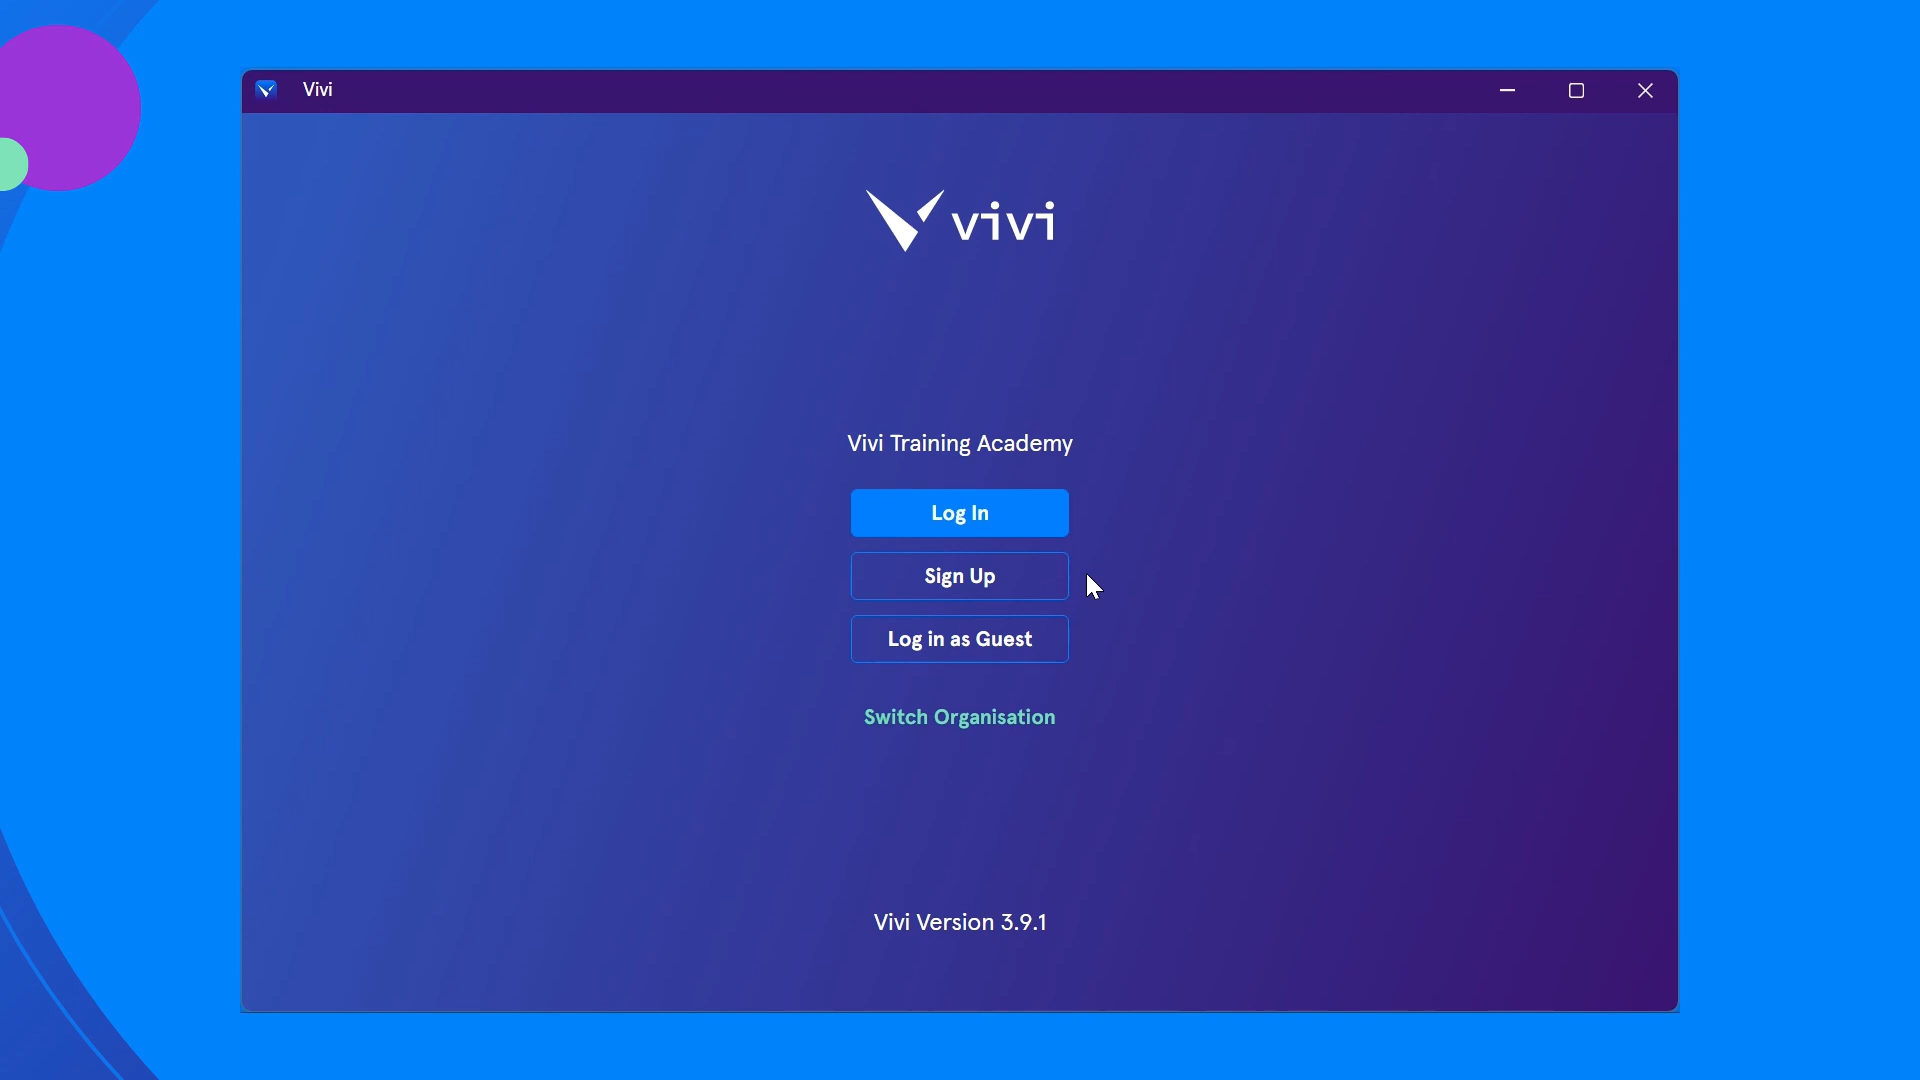 Vivi
vivi
Vivi Training Academy
Log In
Sign Up
Log in as Guest
Switch Organisation
Vivi Version 3.9.1